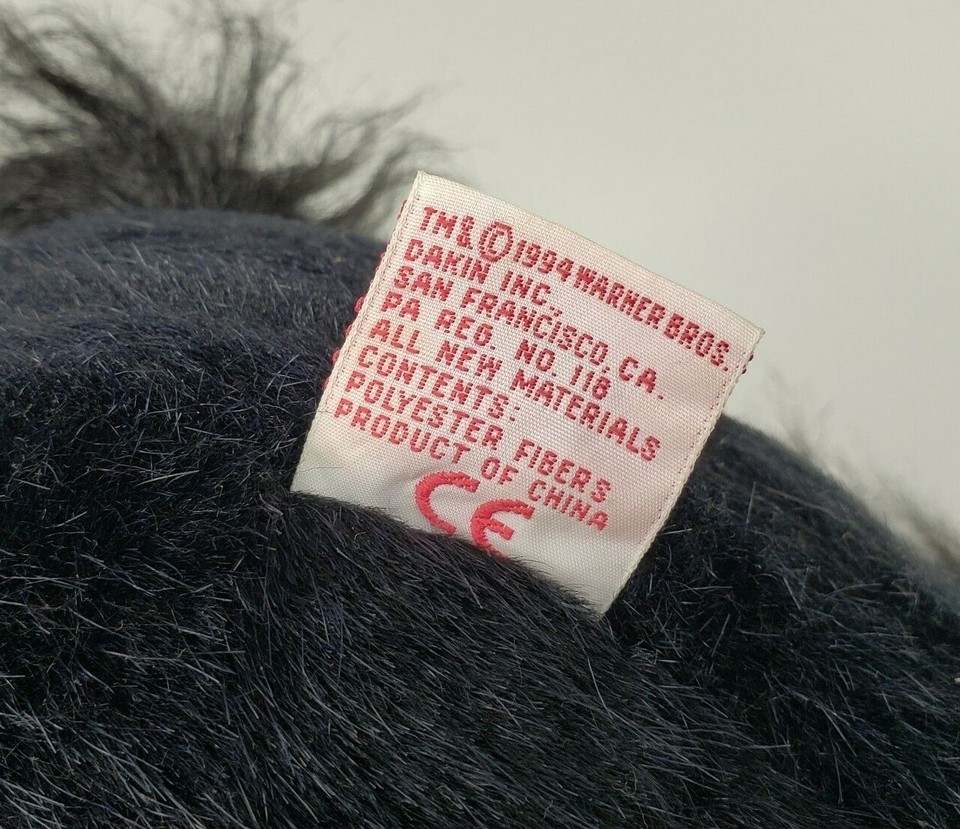 TM& ©1994 WARNER BROS.
DAKIN INC.
SAN FRANCISCO, CA.
PA REG. NO. 118
ALL NEW MATERIALS
CONTENTS:
POLYESTER FIBERS
PRODUCT OF CHINA
CE